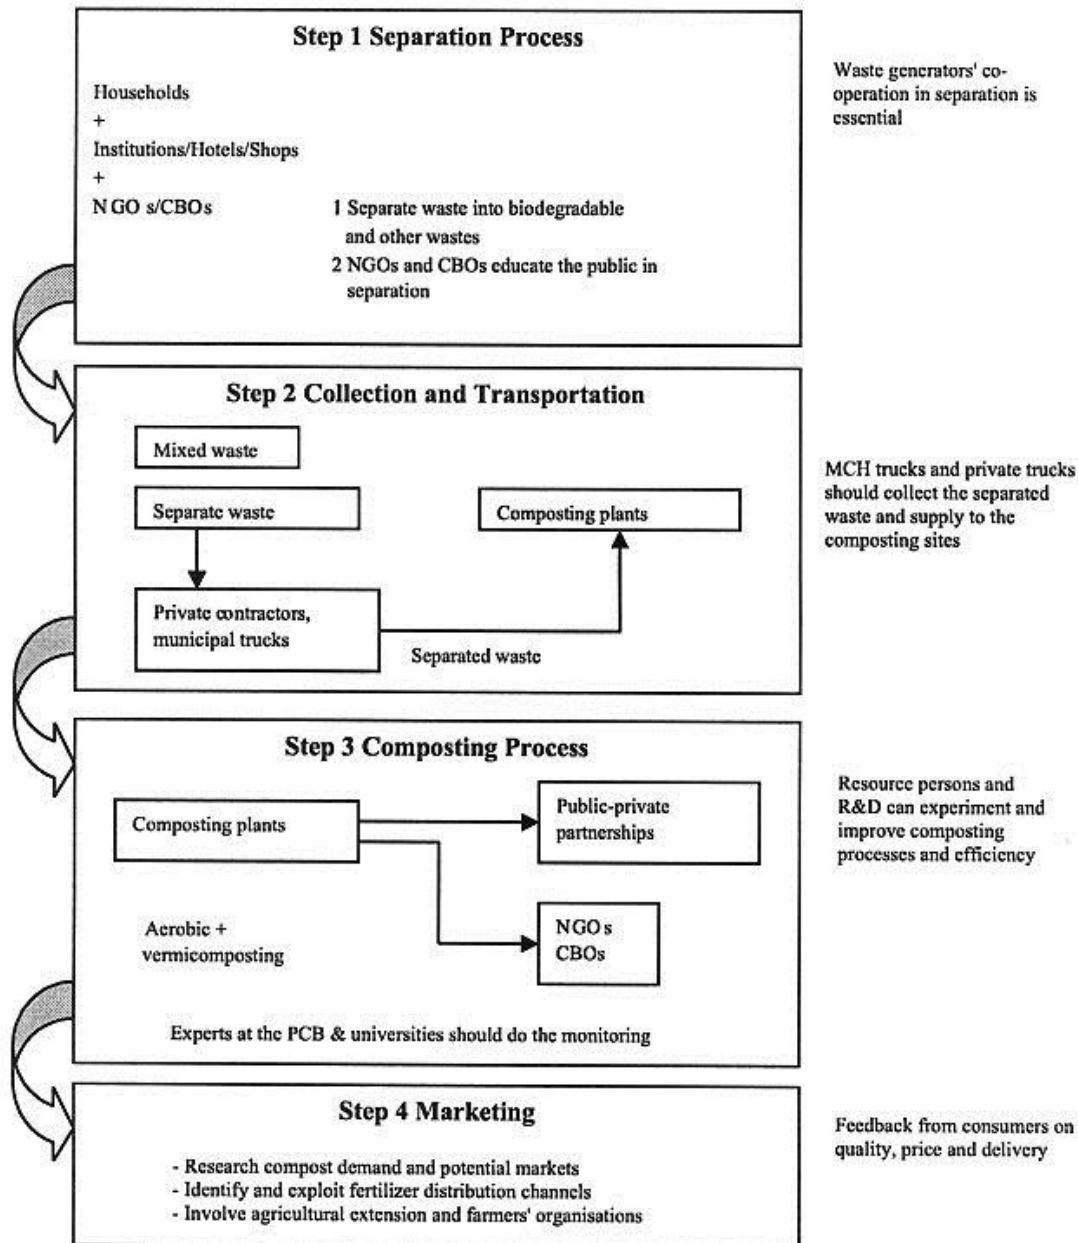 Step 1 Separation Process
Households
+
Institutions/Hotels/Shops
+
NGOs/CBOs
1 Separate waste into biodegradable
and other wastes
2 NGOs and CBOs educate the public in
separation
Waste generators' co-
operation in separation is
essential
Step 2 Collection and Transportation
Mixed waste
Separate waste
Composting plants
Private contractors,
municipal trucks
Separated waste
MCH trucks and private trucks
should collect the separated
waste and supply to the
composting sites
Step 3 Composting Process
Composting plants
Public-private
partnerships
NGOs
CBOs
Aerobic +
vermicomposting
Experts at the PCB & universities should do the monitoring
Resource persons and
R&D can experiment and
improve composting
processes and efficiency
Step 4 Marketing
- Research compost demand and potential markets
- Identify and exploit fertilizer distribution channels
- Involve agricultural extension and farmers' organisations
Feedback from consumers on
quality, price and delivery